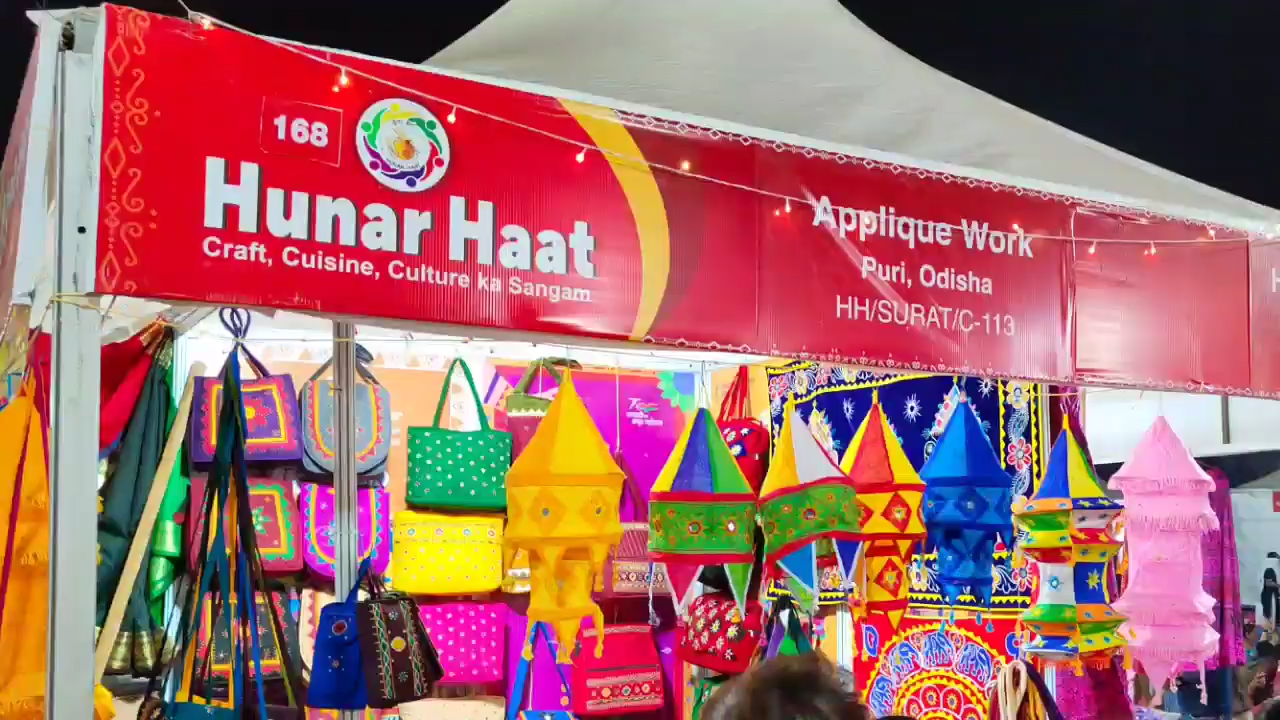 168
Hunar Haat
Craft, Cuisine, Culture ka Sangam
Applique Work
Puri, Odisha
HH/SURAT/C-113
H